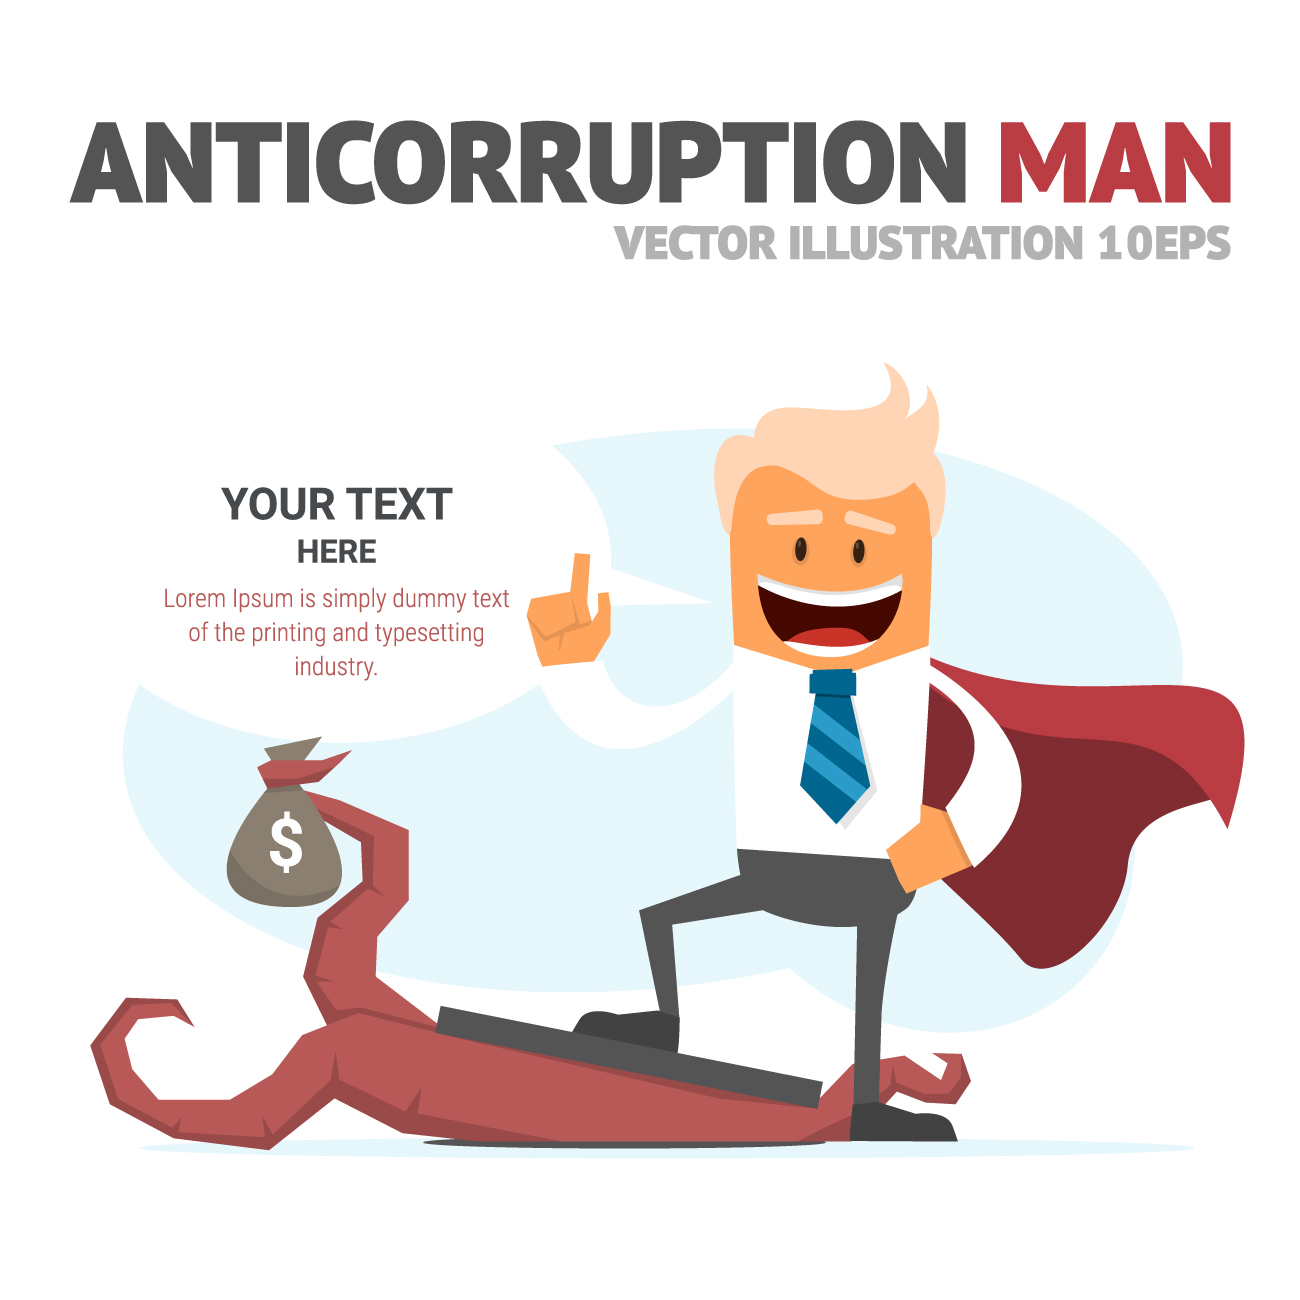 ANTICORRUPTION MAN
VECTOR ILLUSTRATION 10EPS
YOUR TEXT
HERE
Lorem Ipsum is simply dummy text
of the printing and typesetting
industry.
$